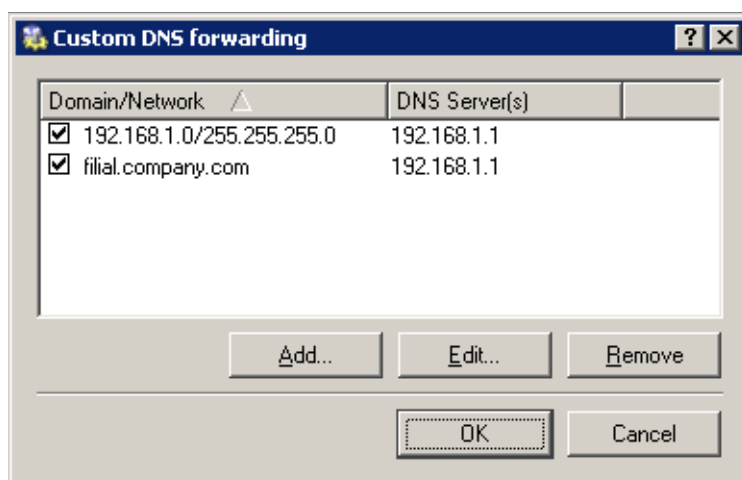 Custom DNS forwarding
Domain/Network DNS Server(s)
192.168.1.0/255.255.255.0 192.168.1.1
filial.company.com 192.168.1.1
Add... Edit... Remove
OK Cancel